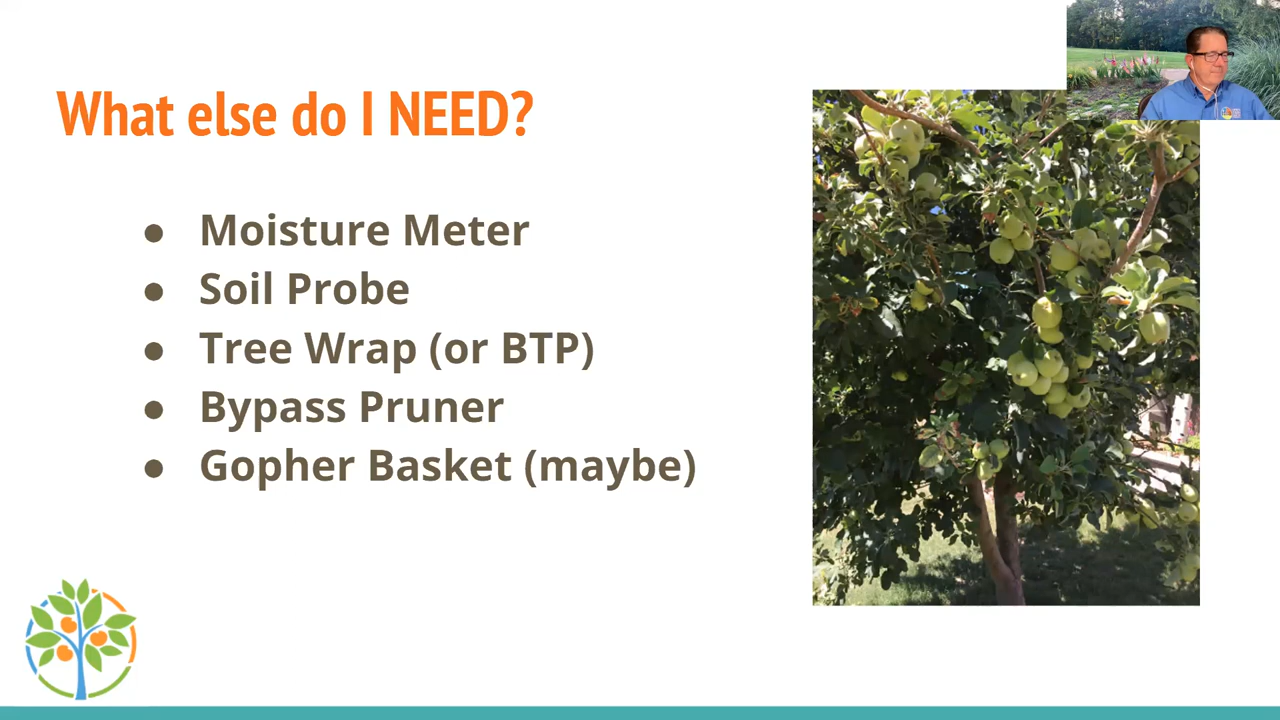 What else do I NEED?
● Moisture Meter
● Soil Probe
● Tree Wrap (or BTP)
● Bypass Pruner
● Gopher Basket (maybe)